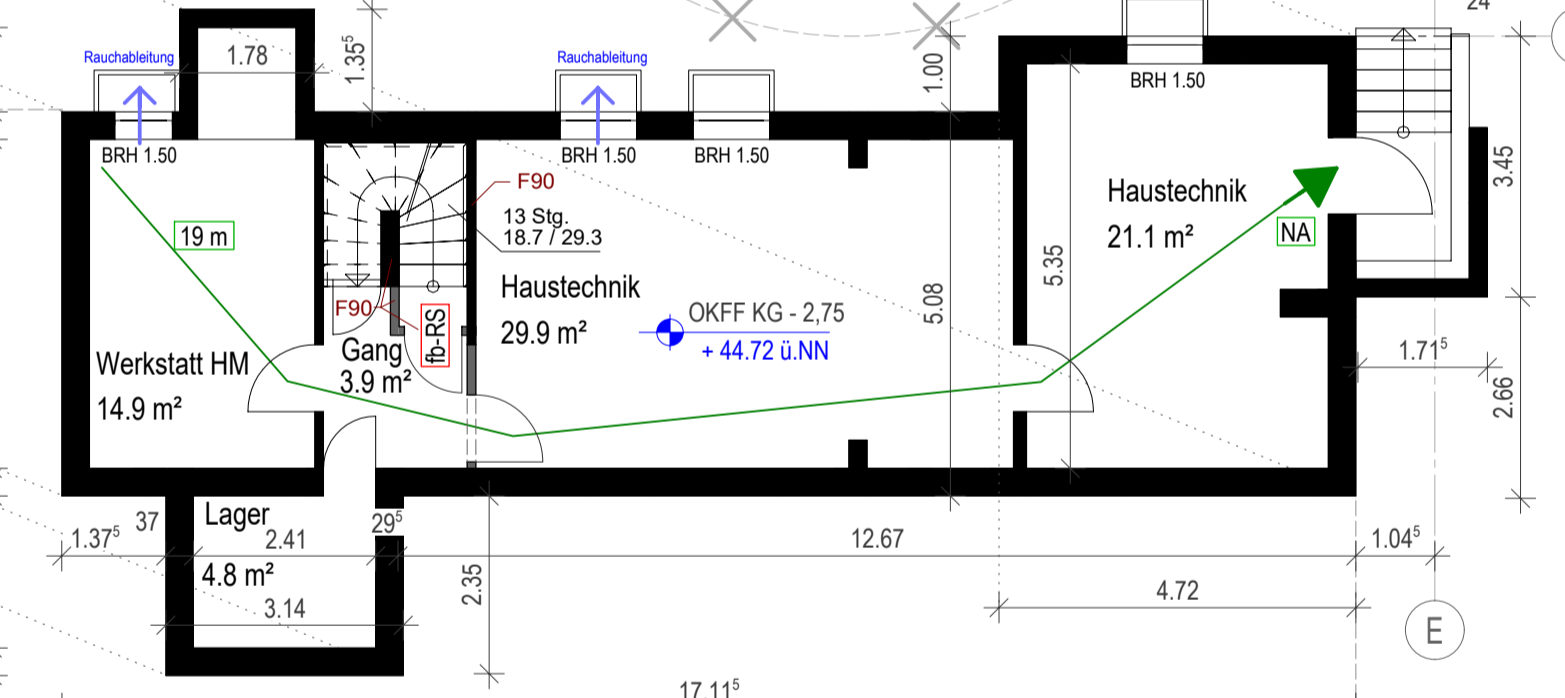 24
Rauchableitung
1.78
1.35⁵
Rauchableitung
1.00
BRH 1.50
BRH 1.50
BRH 1.50
BRH 1.50
F90
13 Stg.
18.7 / 29.3
19 m
Haustechnik
21.1 m²
NA
3.45
5.35
5.08
Haustechnik
29.9 m²
OKFF KG - 2,75
+ 44.72 ü.NN
F90
fb-RS
Gang
3.9 m²
Werkstatt HM
14.9 m²
1.71⁵
2.66
Lager
4.8 m²
1.37⁵
37
2.41
29⁵
12.67
1.04⁵
3.14
2.35
4.72
E
17.11⁵